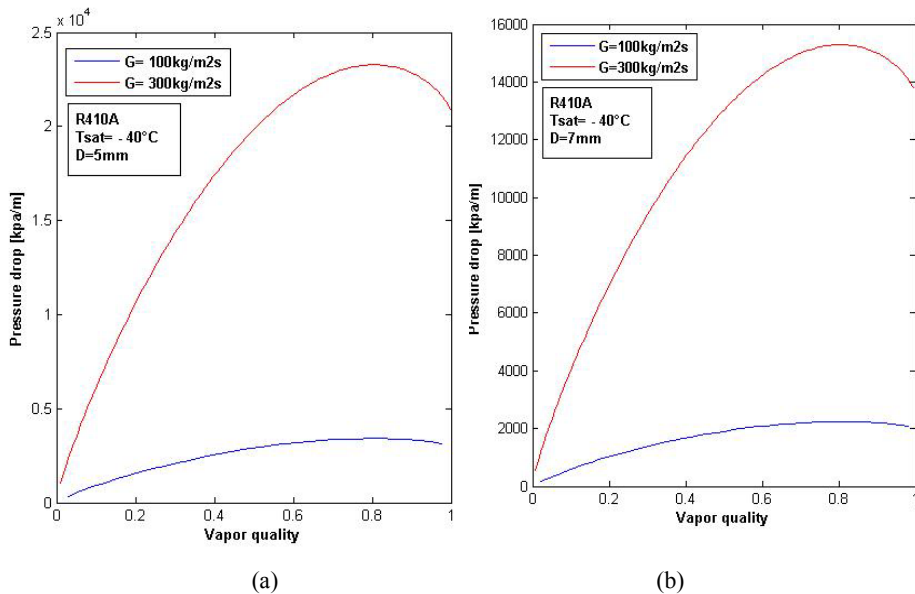 x 10⁴
2.5
2
1.5
1
0.5
0
G= 100kg/m2s
G= 300kg/m2s
R410A
Tsat= - 40°C
D=5mm
Pressure drop [kpa/m]
0 0.2 0.4 0.6 0.8 1
Vapor quality
(a)
16000
14000
12000
10000
8000
6000
4000
2000
0
G=100kg/m2s
G=300kg/m2s
R410A
Tsat= - 40°C
D=7mm
Pressure drop [kpa/m]
0 0.2 0.4 0.6 0.8 1
Vapor quality
(b)